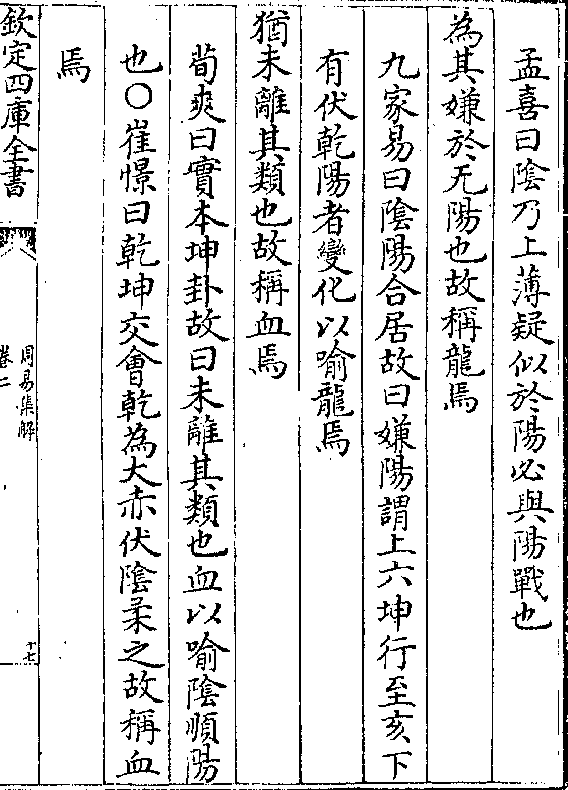 孟喜曰隂乃上薄疑似於陽必與陽戰也
為其嫌於无陽也故稱龍焉
九家易曰隂陽合居故曰嫌陽謂上六坤行至亥下
有伏乾陽者變化以喻龍焉
猶未離其類也故稱血焉
荀爽曰實本坤卦故曰未離其類也血以喻隂順陽
也○崔憬曰乾坤交會乾為大赤伏隂柔之故稱血
焉
欽定四庫全書
周易集解
卷二
十七